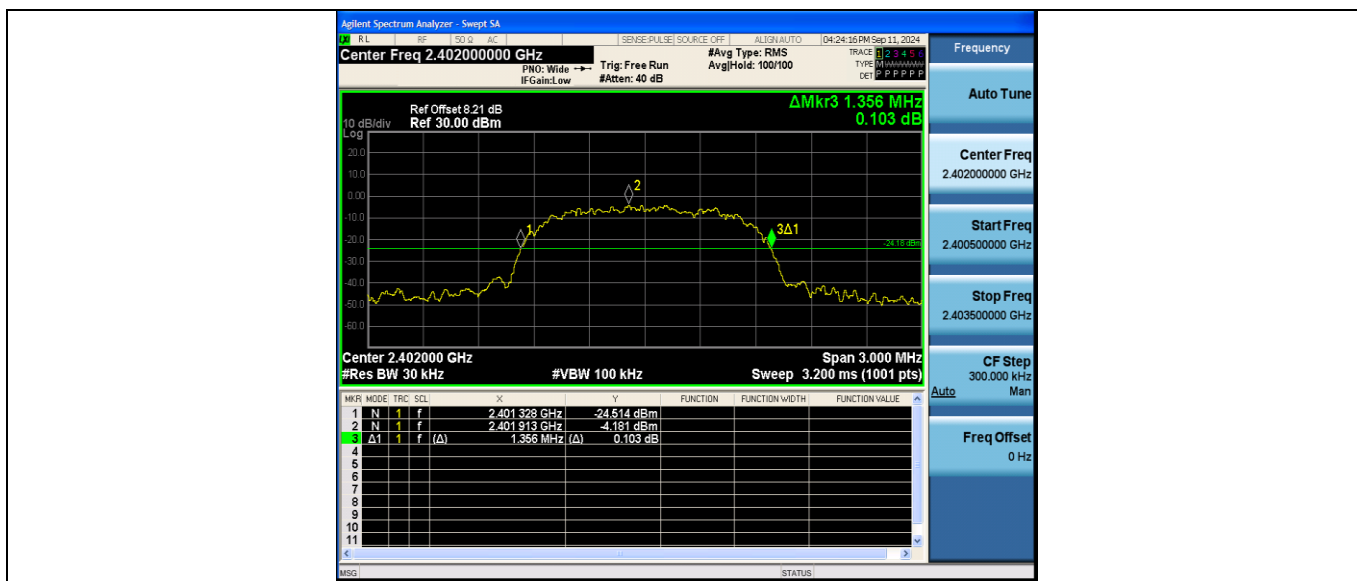 Agilent Spectrum Analyzer - Swept SA
RL RF 50 Ω AC SENSE:PULSE SOURCE OFF ALIGN AUTO 04:24:16 PM Sep 11, 2024
Center Freq 2.402000000 GHz
PNO: Wide
IFGain:Low
Trig: Free Run
#Atten: 40 dB
#Avg Type: RMS
Avg|Hold: 100/100
TRACE 1 2 3 4 5 6
TYPE M WWWWW
DET P P P P P P
Frequency
Auto Tune
Center Freq
2.402000000 GHz
Start Freq
2.400500000 GHz
Stop Freq
2.403500000 GHz
CF Step
300.000 kHz
Auto Man
Freq Offset
0 Hz
ΔMkr3 1.356 MHz
0.103 dB
Ref Offset 8.21 dB
10 dB/div Ref 30.00 dBm
Log
20.0
10.0
0.00
-10.0
-20.0
-30.0
-40.0
-50.0
-60.0
1
2
3Δ1
-24.18 dBm
Center 2.402000 GHz Span 3.000 MHz
#Res BW 30 kHz #VBW 100 kHz Sweep 3.200 ms (1001 pts)
MKR MODE TRC SCL X Y FUNCTION FUNCTION WIDTH FUNCTION VALUE
1 N 1 f 2.401 328 GHz -24.514 dBm
2 N 1 f 2.401 913 GHz -4.181 dBm
3 Δ1 1 f (Δ) 1.356 MHz (Δ) 0.103 dB
4
5
6
7
8
9
10
11
MSG STATUS